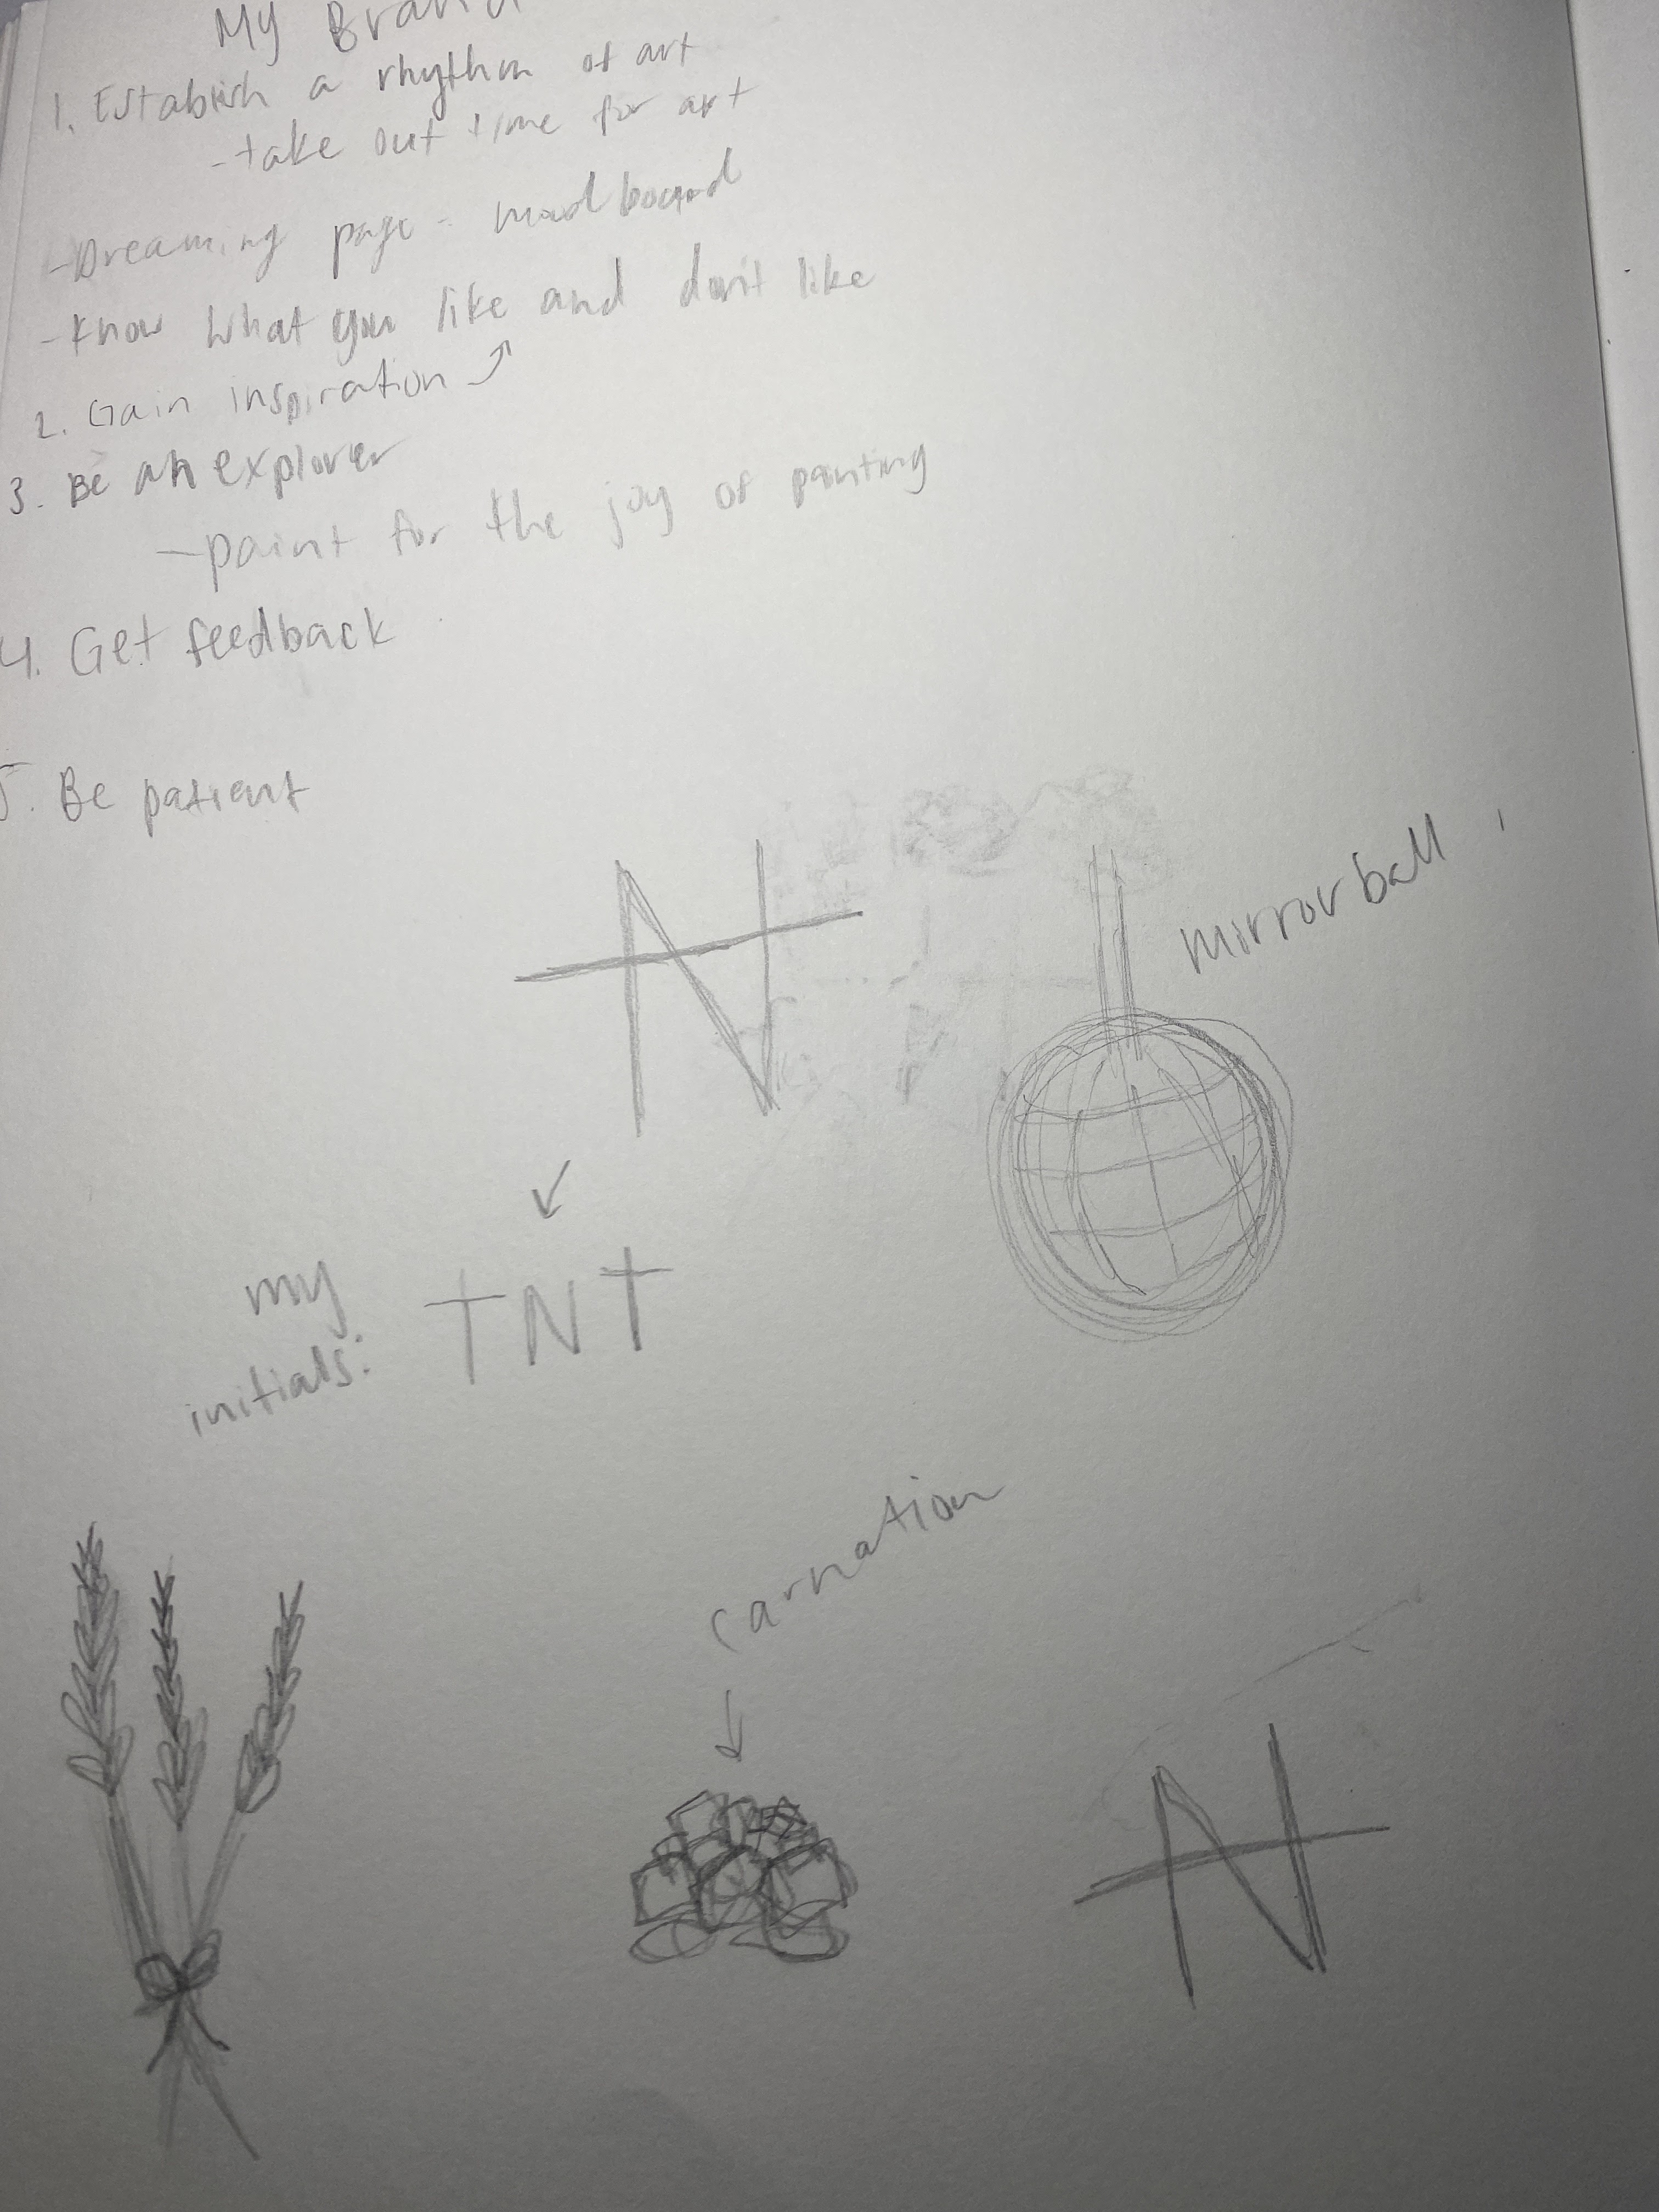 My Brand
1. Establish a rhythm of art
- take out time for art
- Dreaming page - mood board
- Know what you like and don't like
2. Gain inspiration
3. Be an explorer
- paint for the joy of painting
4. Get feedback
5. Be patient
N
mirror ball
my
initials: TNT
carnation
N